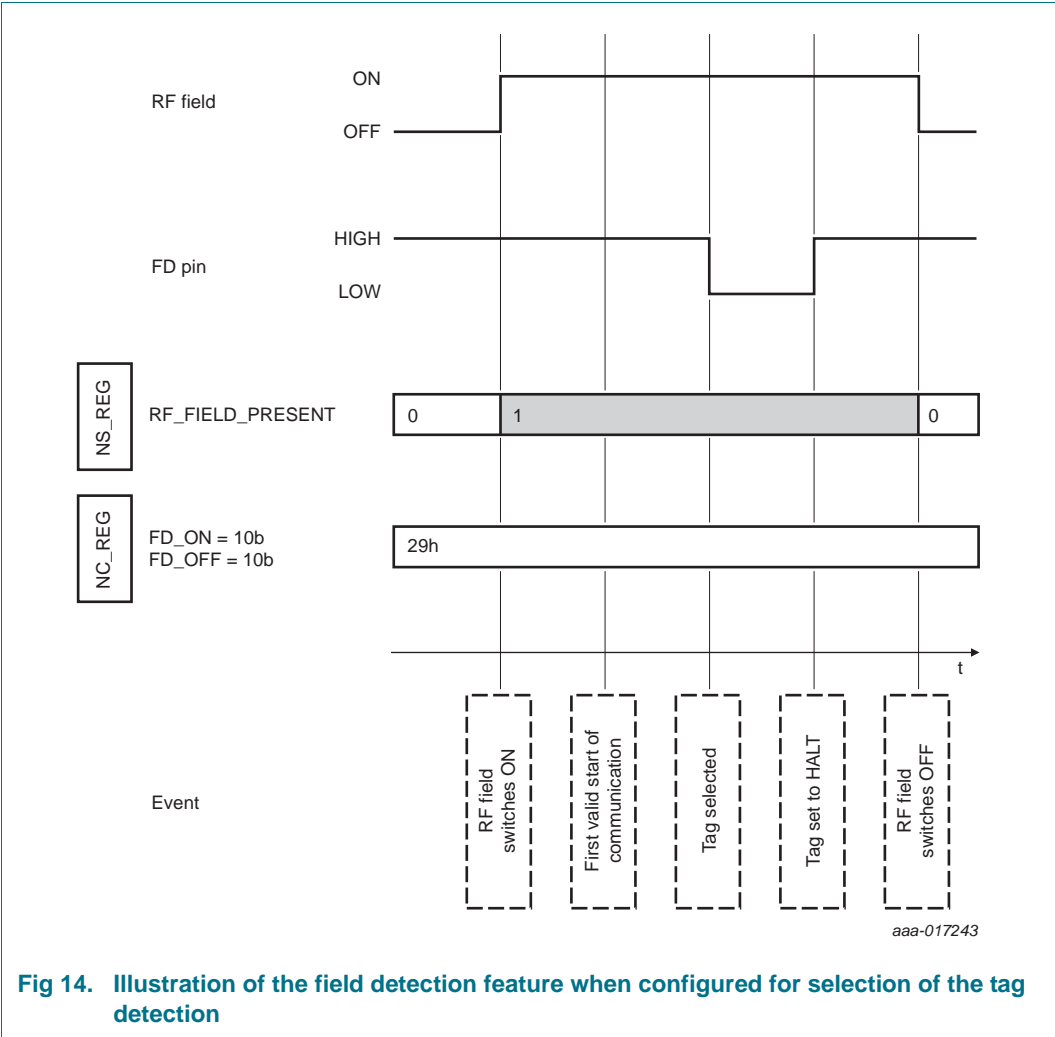 ON
RF field
OFF
HIGH
FD pin
LOW
NS_REG
RF_FIELD_PRESENT
0
1
0
NC_REG
FD_ON = 10b
FD_OFF = 10b
29h
t
Event
RF field
switches ON
First valid start of
communication
Tag selected
Tag set to HALT
RF field
switches OFF
aaa-017243
Fig 14. Illustration of the field detection feature when configured for selection of the tag
detection